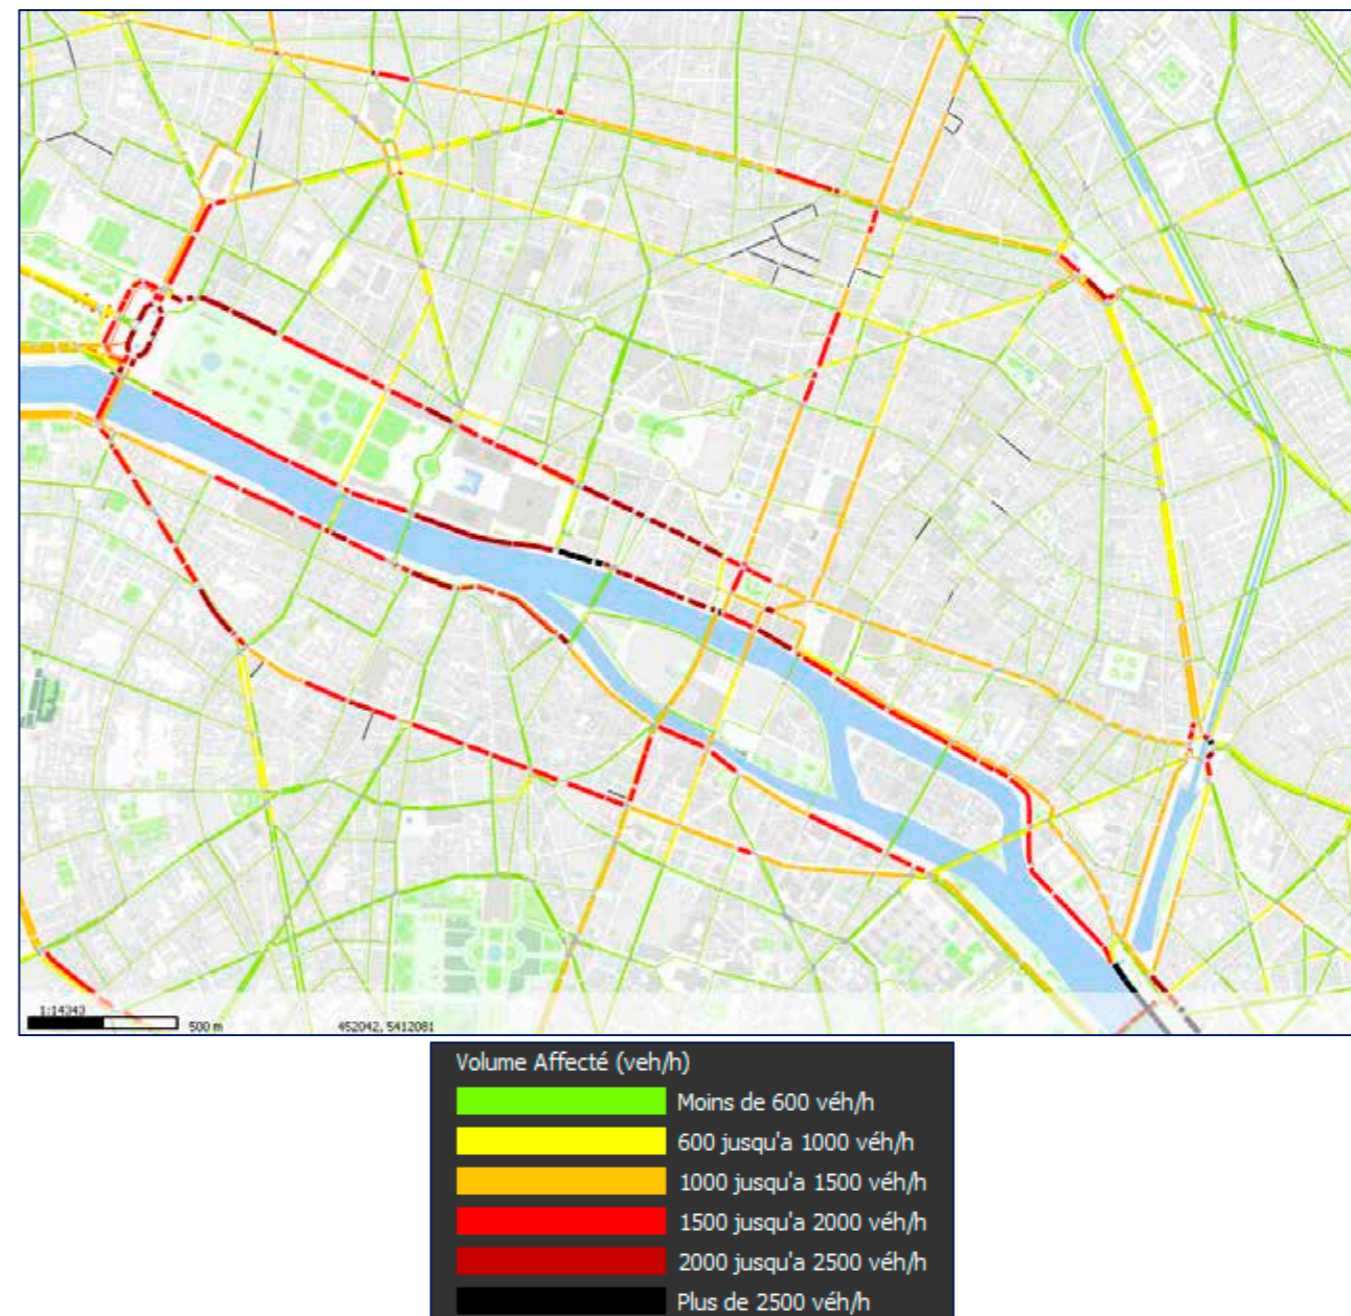 1:14343
500 m
452042, 5412081
Volume Affecté (veh/h)
Moins de 600 véh/h
600 jusqu'a 1000 véh/h
1000 jusqu'a 1500 véh/h
1500 jusqu'a 2000 véh/h
2000 jusqu'a 2500 véh/h
Plus de 2500 véh/h